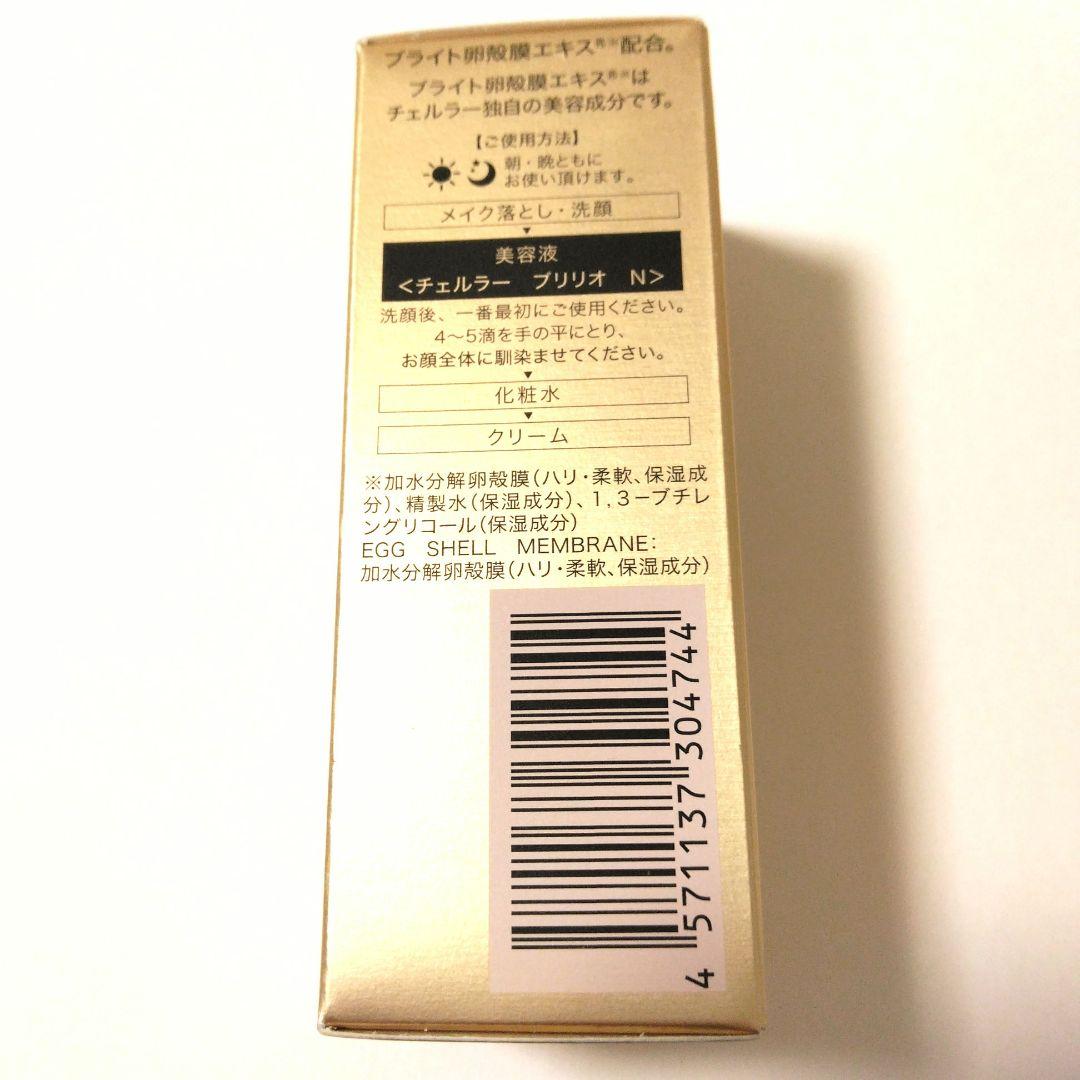 ブライト卵殻膜エキス※配合。
ブライト卵殻膜エキス※は
チェルラー独自の美容成分です。
【ご使用方法】
朝・晩ともに
お使い頂けます。
メイク落とし・洗顔
美容液
＜チェルラー　ブリリオ　N＞
洗顔後、一番最初にご使用ください。
4〜5滴を手の平にとり、
お顔全体に馴染ませてください。
化粧水
クリーム
※加水分解卵殻膜（ハリ・柔軟、保湿成
分）、精製水（保湿成分）、1,3－ブチレ
ングリコール（保湿成分）
EGG　SHELL　MEMBRANE：
加水分解卵殻膜（ハリ・柔軟、保湿成分）
4 571137 304744